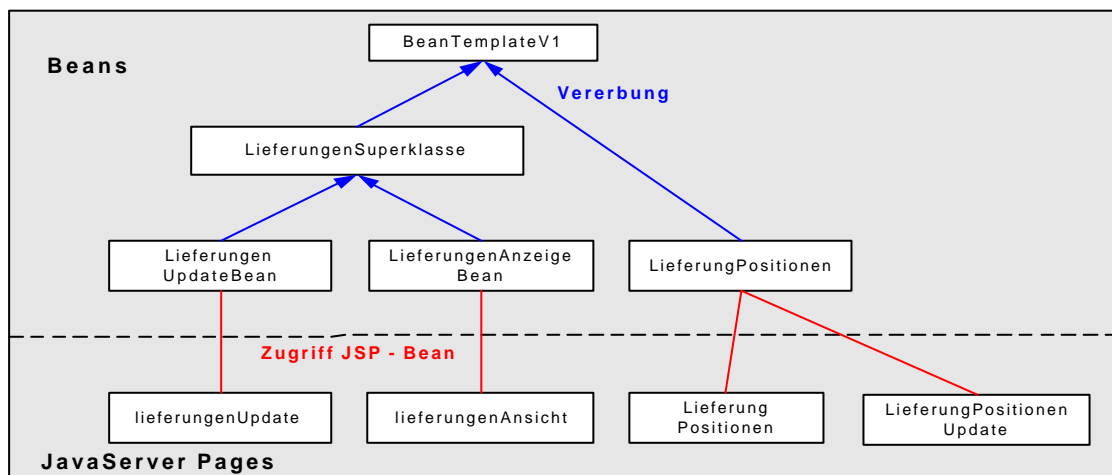 BeanTemplateV1
Beans
Vererbung
LieferungenSuperklasse
Lieferungen
UpdateBean
LieferungenAnzeige
Bean
LieferungPositionen
Zugriff JSP - Bean
lieferungenUpdate
lieferungenAnsicht
Lieferung
Positionen
LieferungPositionen
Update
JavaServer Pages